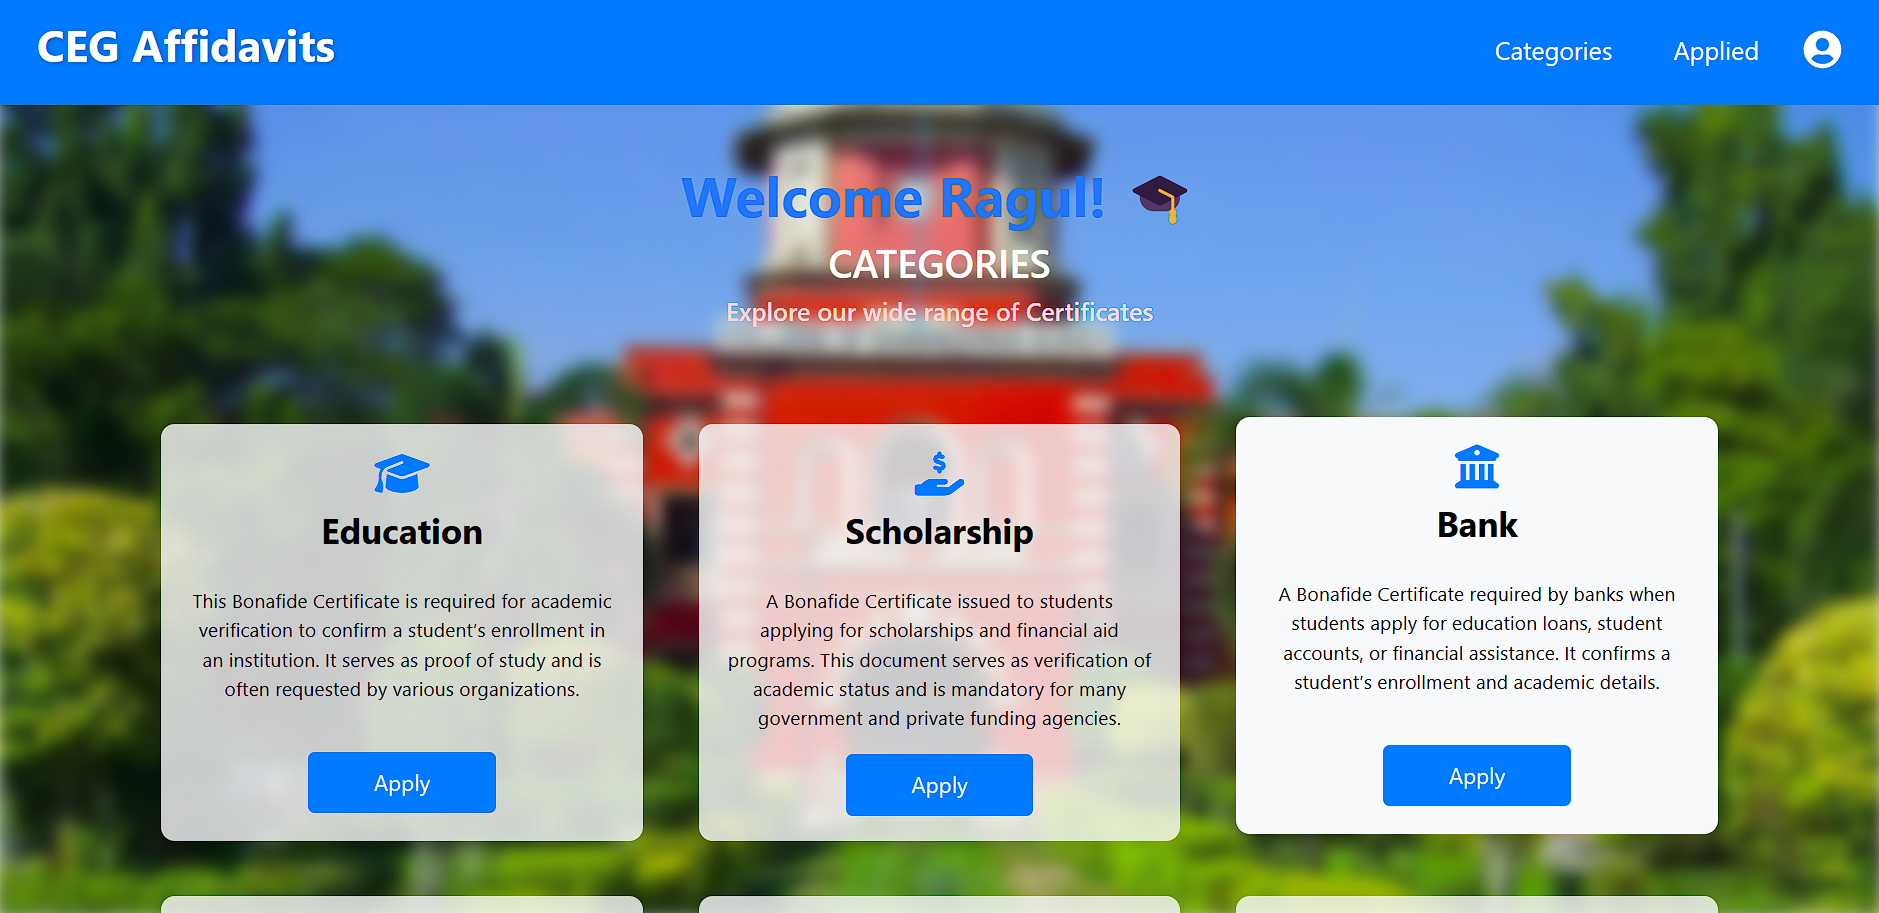 CEG Affidavits
Categories
Applied
Welcome Ragul!
CATEGORIES
Explore our wide range of Certificates
Education
This Bonafide Certificate is required for academic
verification to confirm a student’s enrollment in
an institution. It serves as proof of study and is
often requested by various organizations.
Apply
Scholarship
A Bonafide Certificate issued to students
applying for scholarships and financial aid
programs. This document serves as verification of
academic status and is mandatory for many
government and private funding agencies.
Apply
Bank
A Bonafide Certificate required by banks when
students apply for education loans, student
accounts, or financial assistance. It confirms a
student’s enrollment and academic details.
Apply